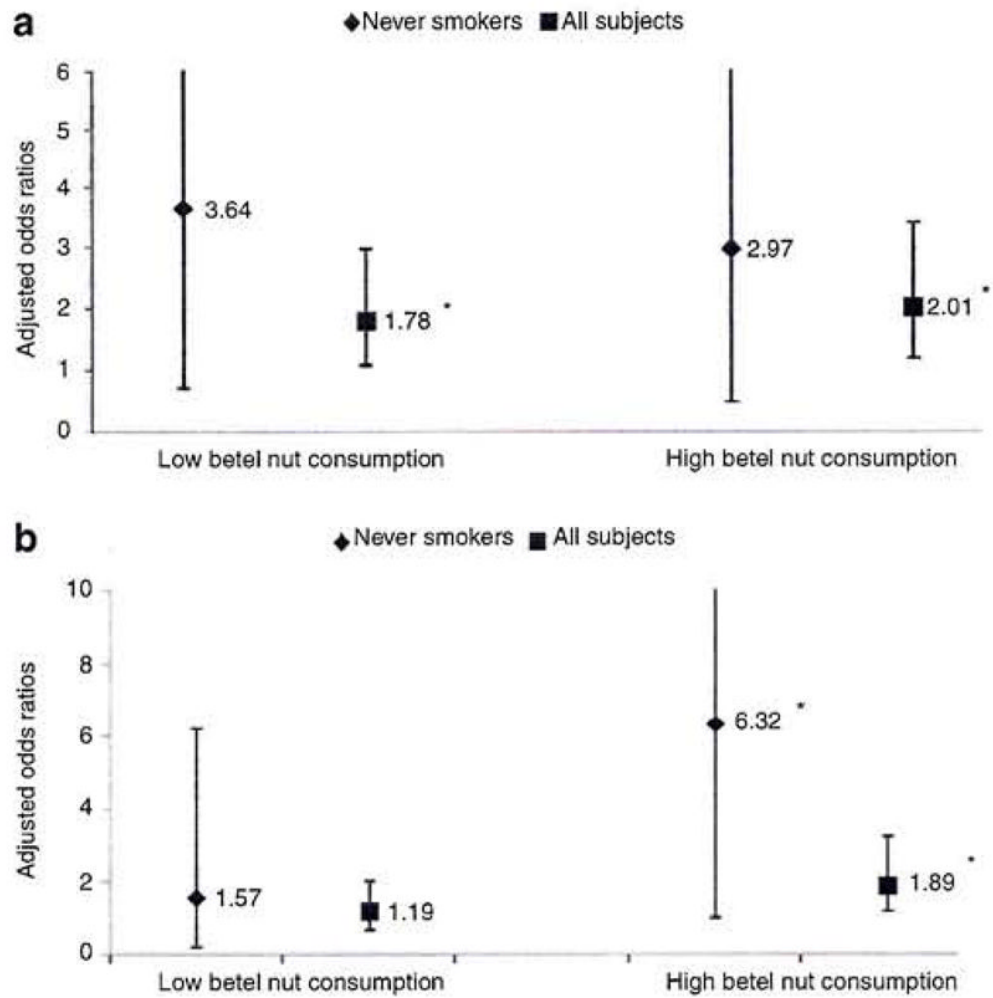 a
Never smokers All subjects
6
5
4
3
2
1
0
Adjusted odds ratios
3.64
1.78 *
2.97
2.01 *
Low betel nut consumption High betel nut consumption
b
Never smokers All subjects
10
8
6
4
2
0
Adjusted odds ratios
1.57
1.19
6.32 *
1.89 *
Low betel nut consumption High betel nut consumption